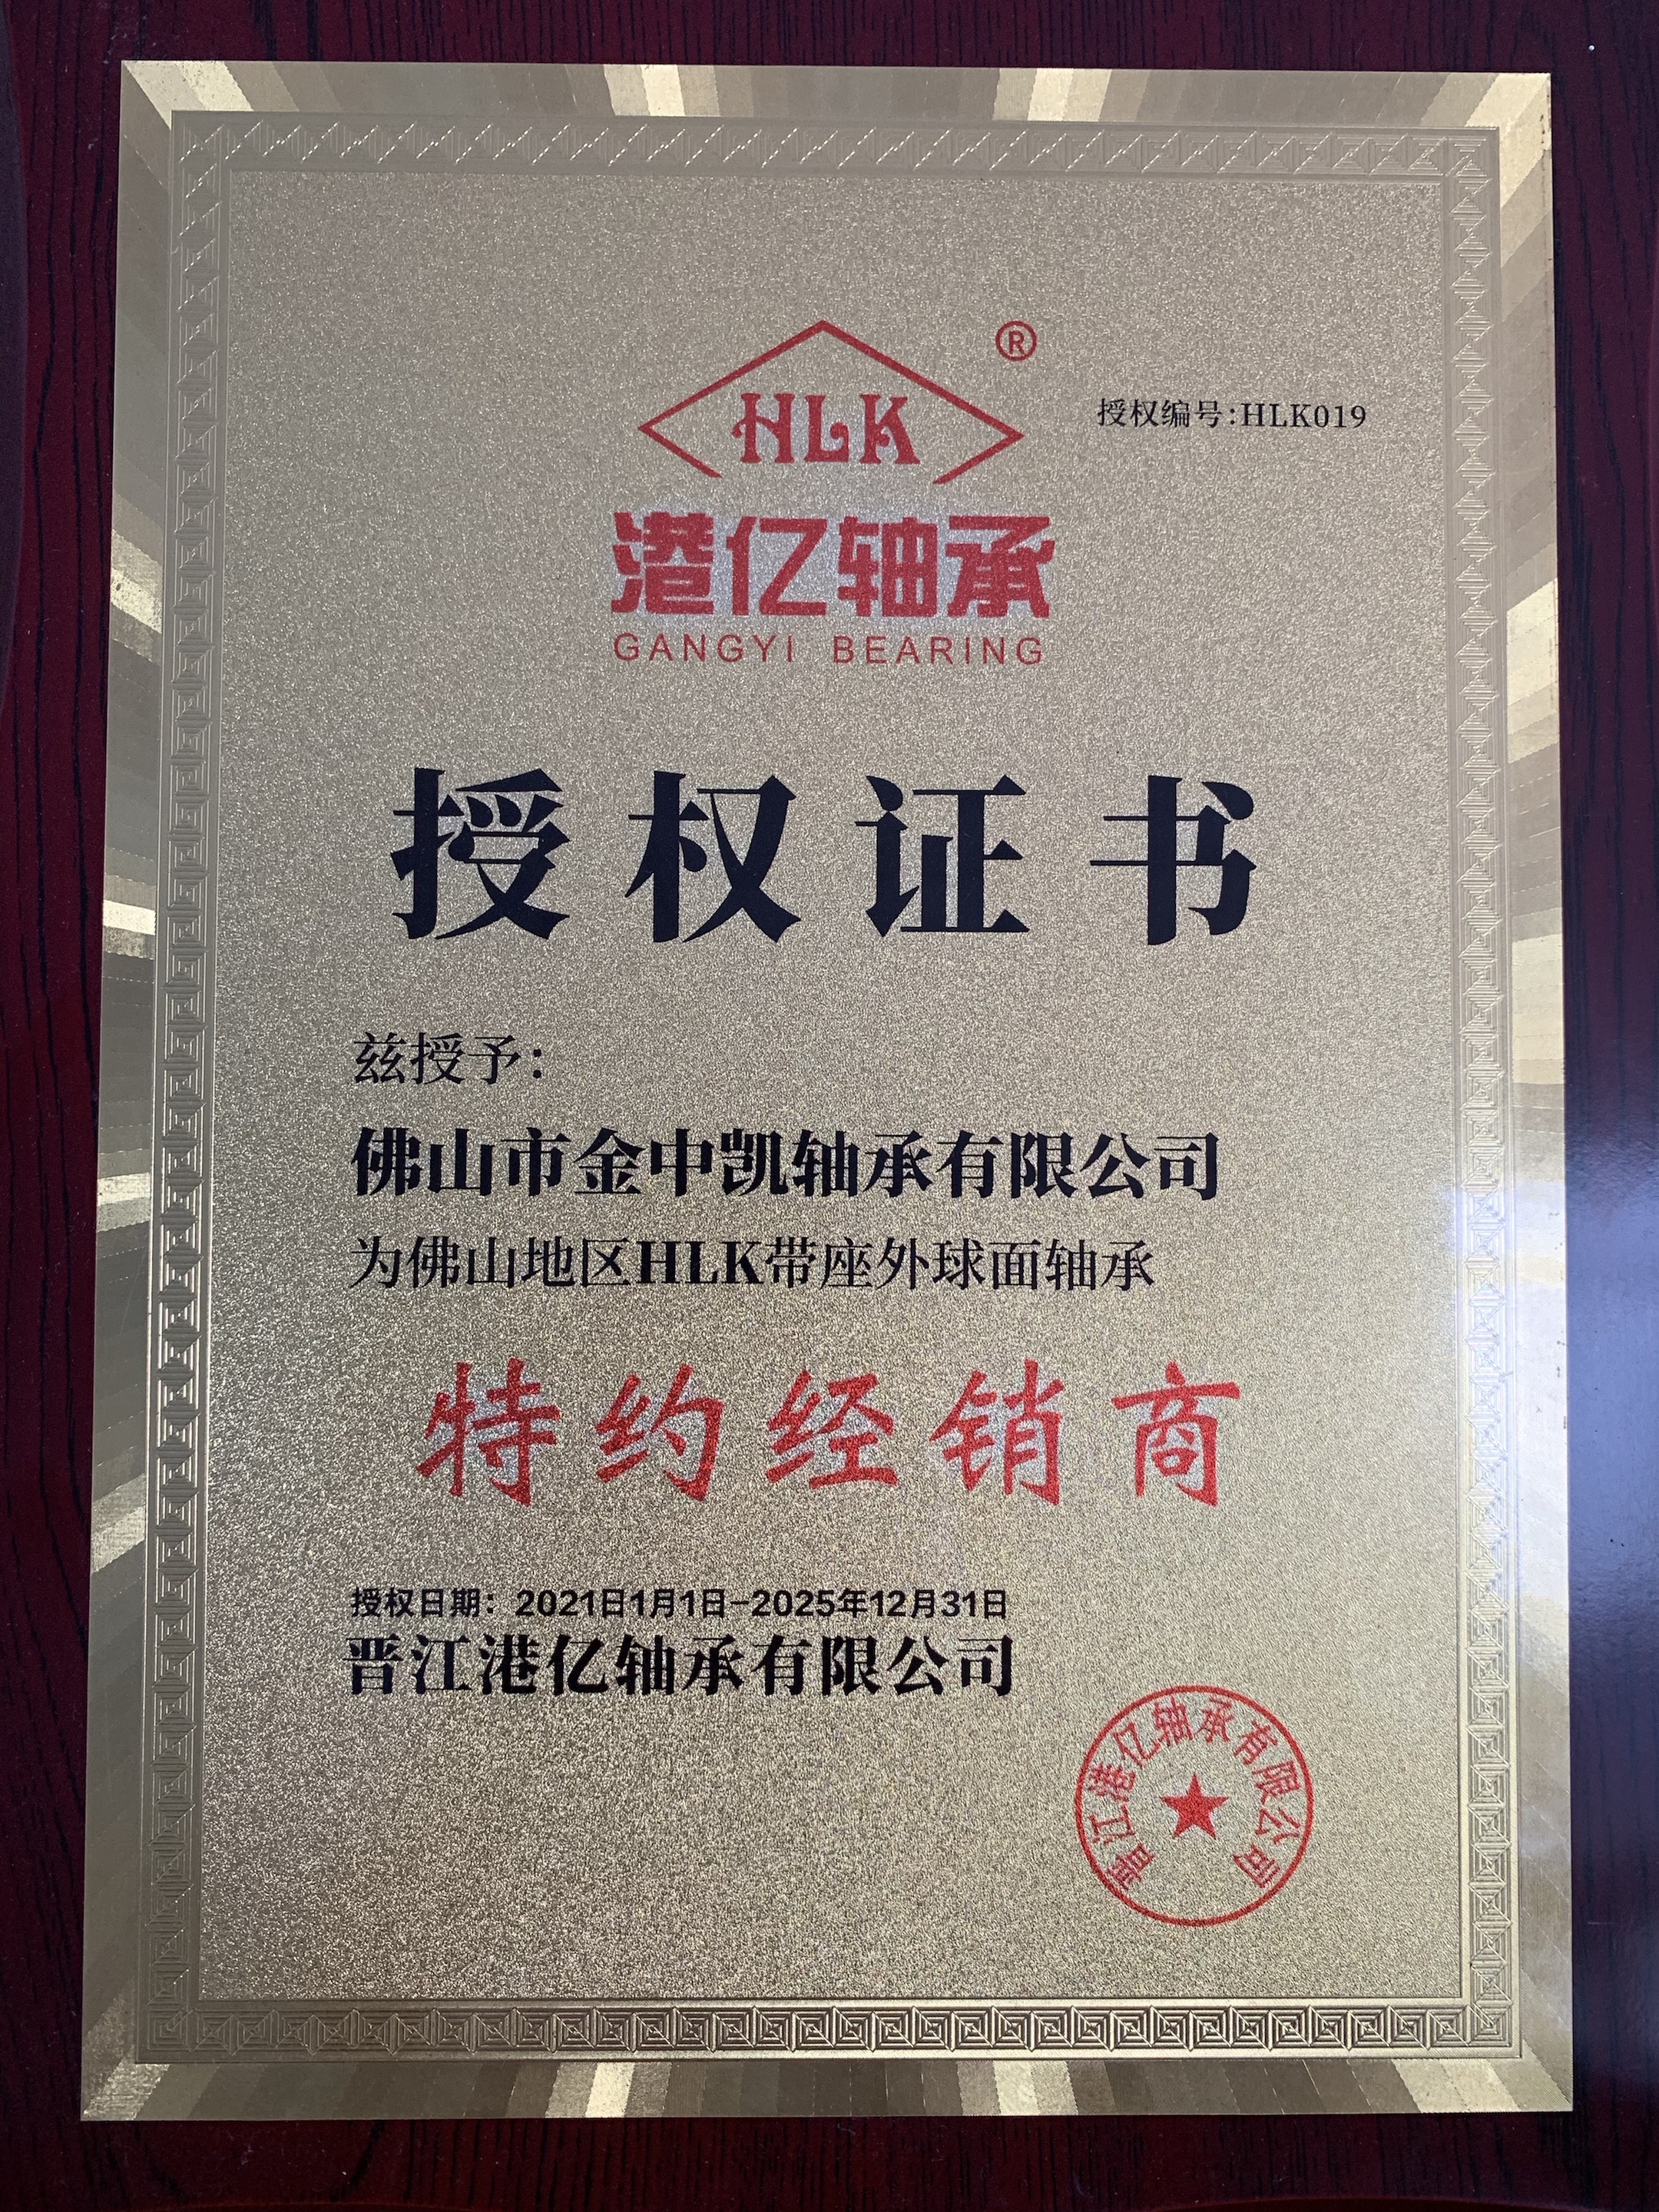 HLK
®
授权编号:HLK019
港亿轴承
GANGYI BEARING
授权证书
兹授予:
佛山市金中凯轴承有限公司
为佛山地区HLK带座外球面轴承
特约经销商
授权日期：2021日1月1日-2025年12月31日
晋江港亿轴承有限公司
晋江港亿轴承有限公司